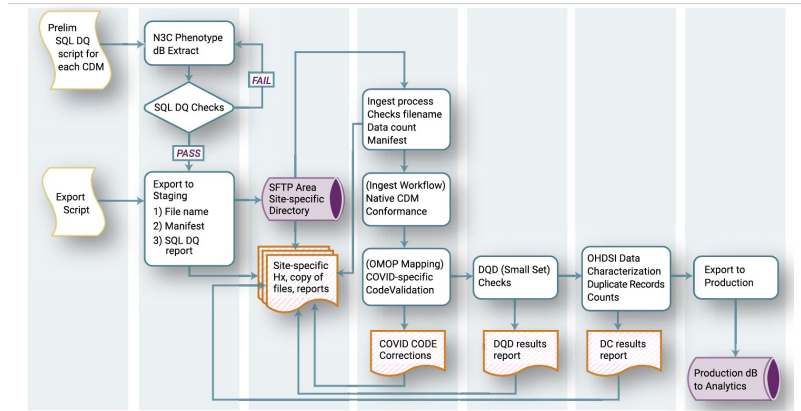 Prelim
SQL DQ
script for
each CDM
N3C Phenotype
dB Extract
FAIL
SQL DQ Checks
PASS
Export
Script
Export to
Staging
1) File name
2) Manifest
3) SQL DQ
report
SFTP Area
Site-specific
Directory
Site-specific
Hx, copy of
files, reports
Ingest process
Checks filename
Data count
Manifest
(Ingest Workflow)
Native CDM
Conformance
(OMOP Mapping)
COVID-specific
CodeValidation
COVID CODE
Corrections
DQD (Small Set)
Checks
DQD results
report
OHDSI Data
Characterization
Duplicate Records
Counts
DC results
report
Export to
Production
Production dB
to Analytics